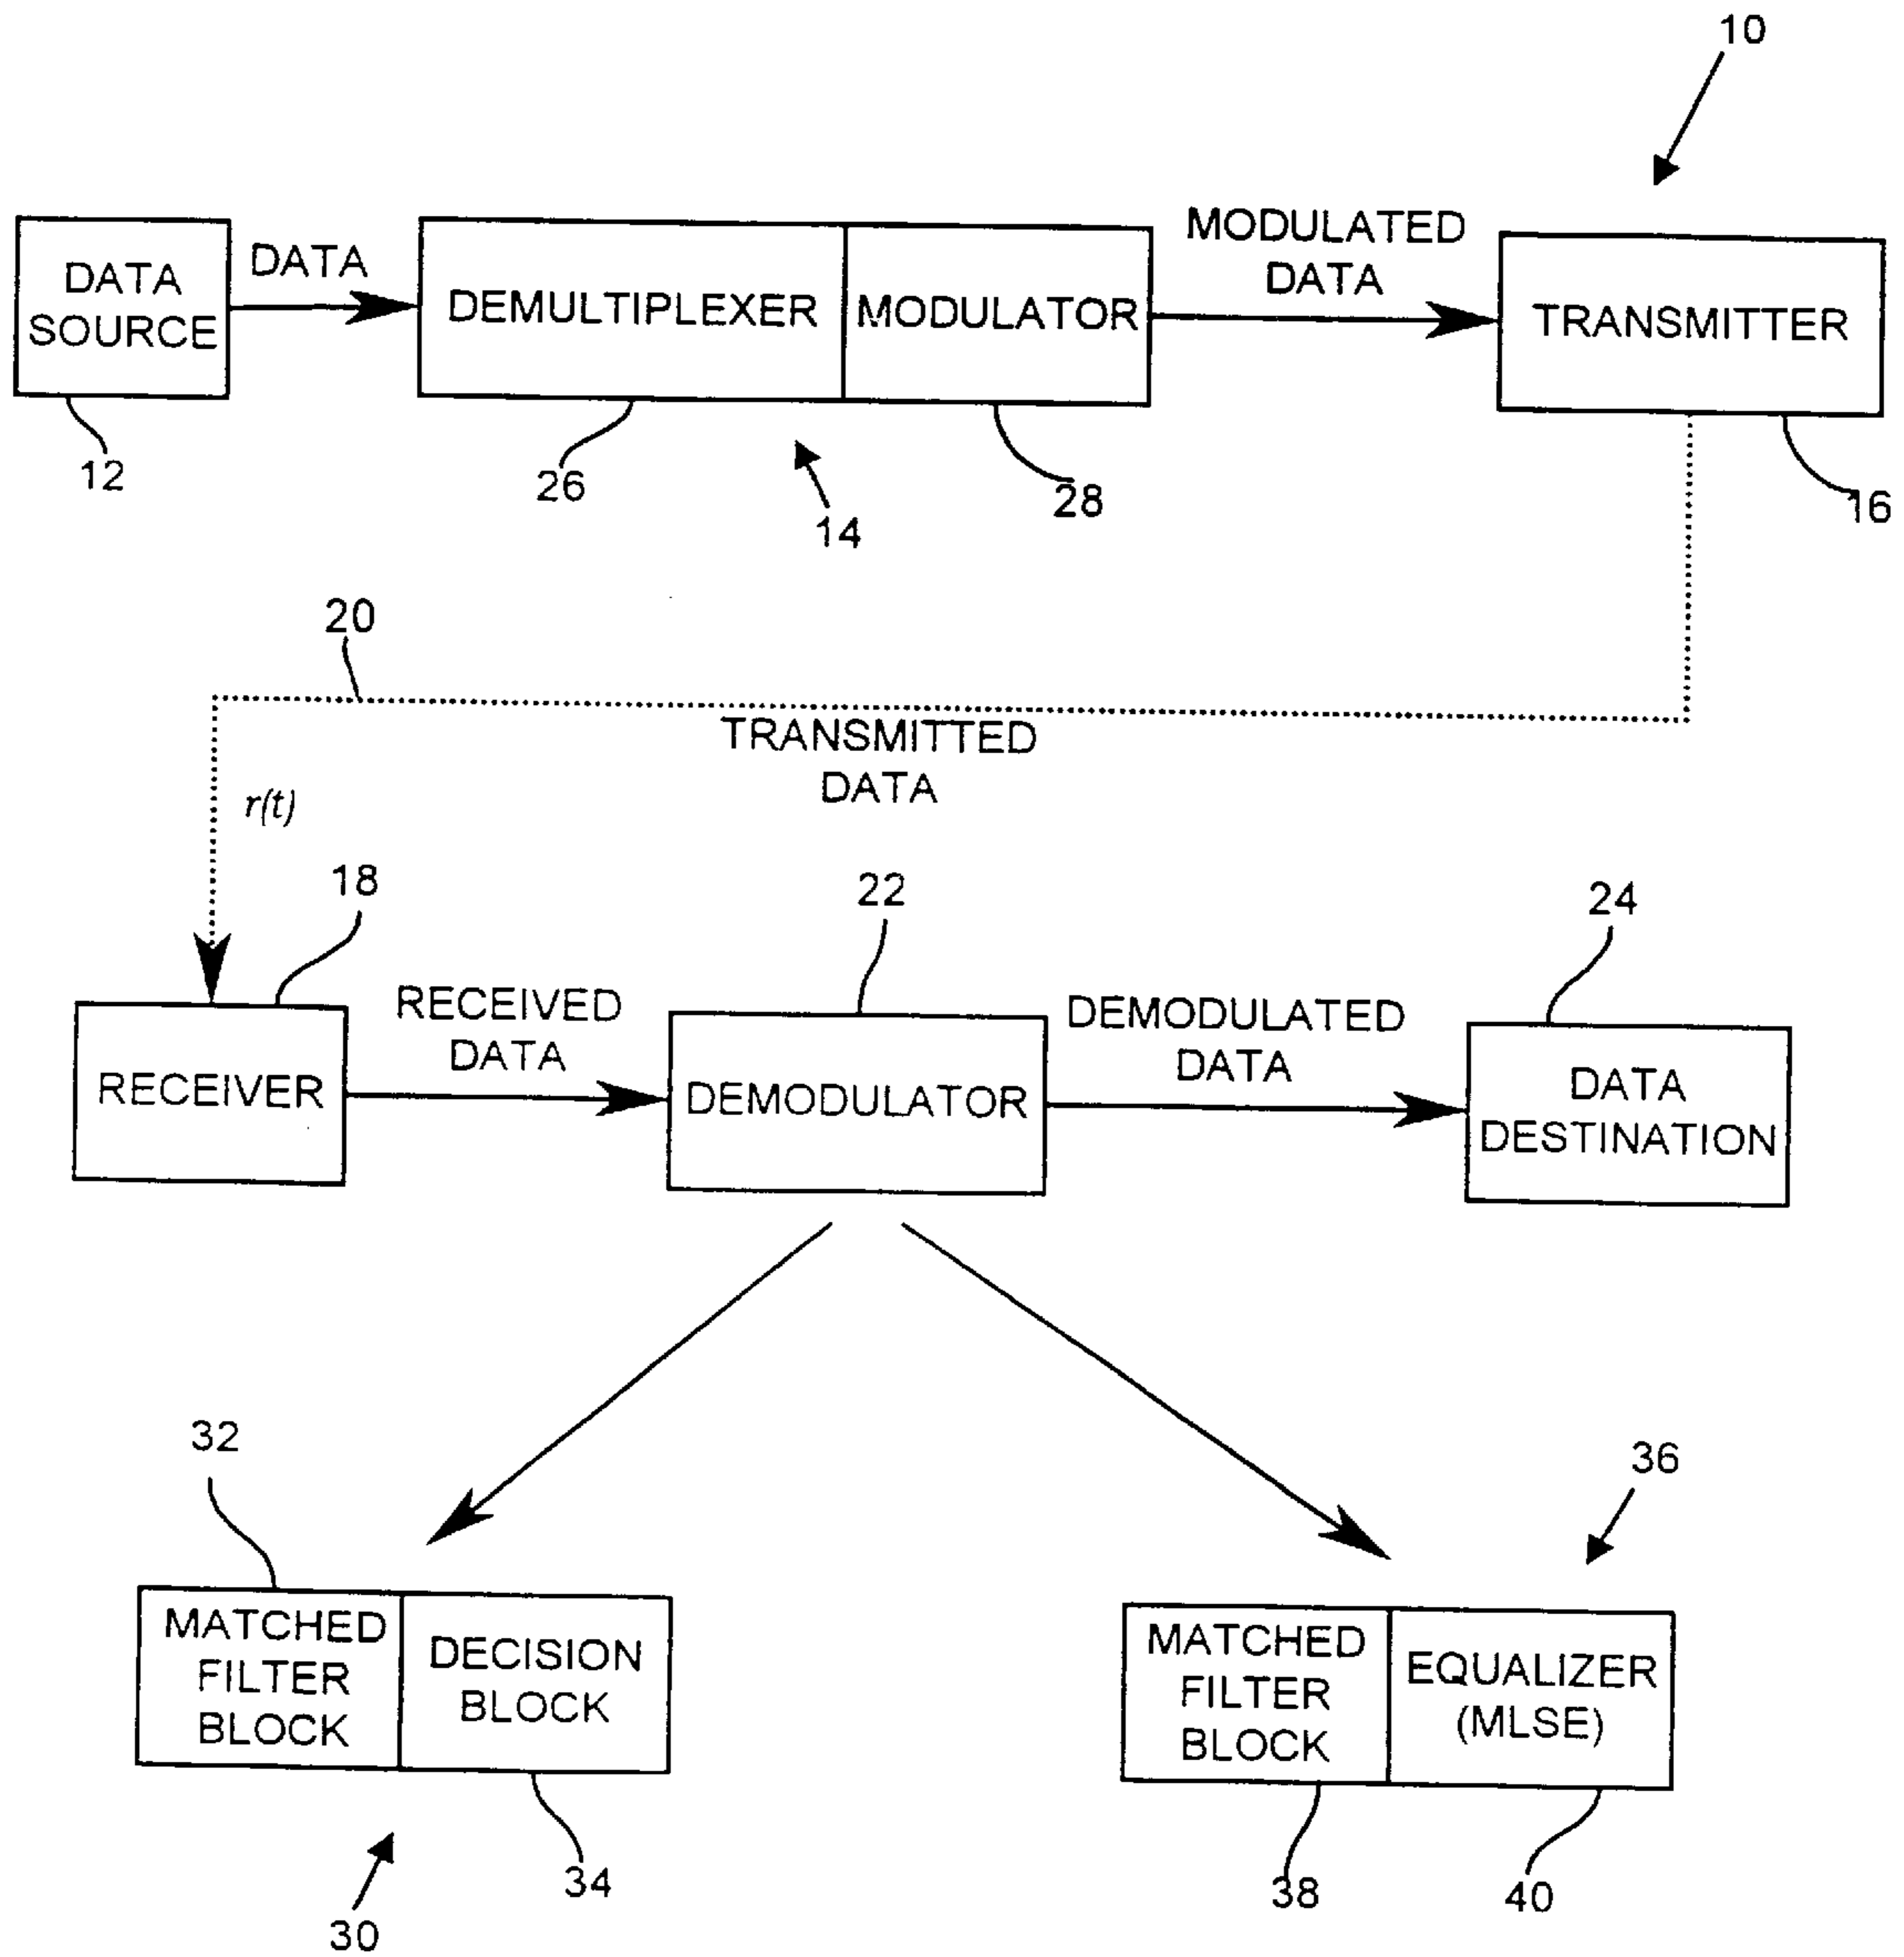 10
DATA
SOURCE
DATA
DEMULTIPLEXER
MODULATOR
MODULATED
DATA
TRANSMITTER
12
26
14
28
16
20
TRANSMITTED
DATA
r(t)
18
22
24
RECEIVER
RECEIVED
DATA
DEMODULATOR
DEMODULATED
DATA
DATA
DESTINATION
32
36
MATCHED
FILTER
BLOCK
DECISION
BLOCK
MATCHED
FILTER
BLOCK
EQUALIZER
(MLSE)
30
34
38
40